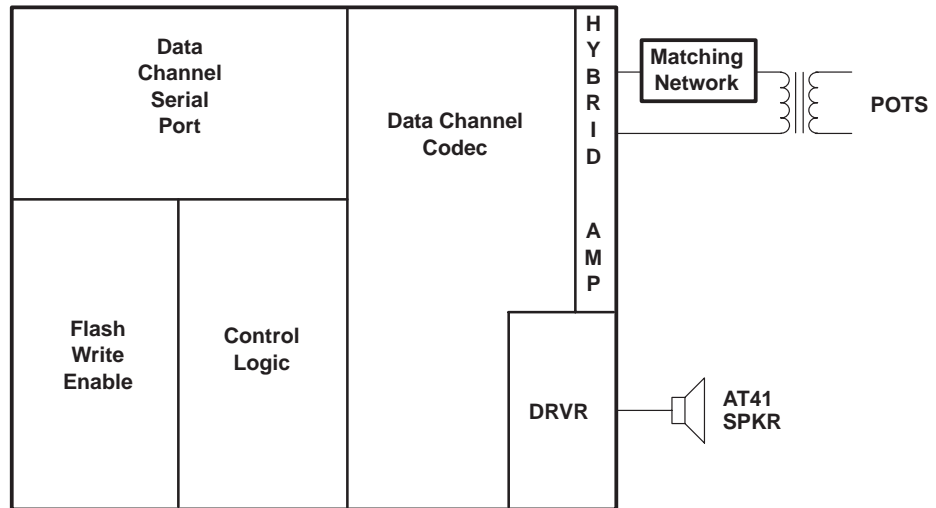 Data
Channel
Serial
Port
Data Channel
Codec
H
Y
B
R
I
D
A
M
P
Matching
Network
POTS
Flash
Write
Enable
Control
Logic
DRVR
AT41
SPKR